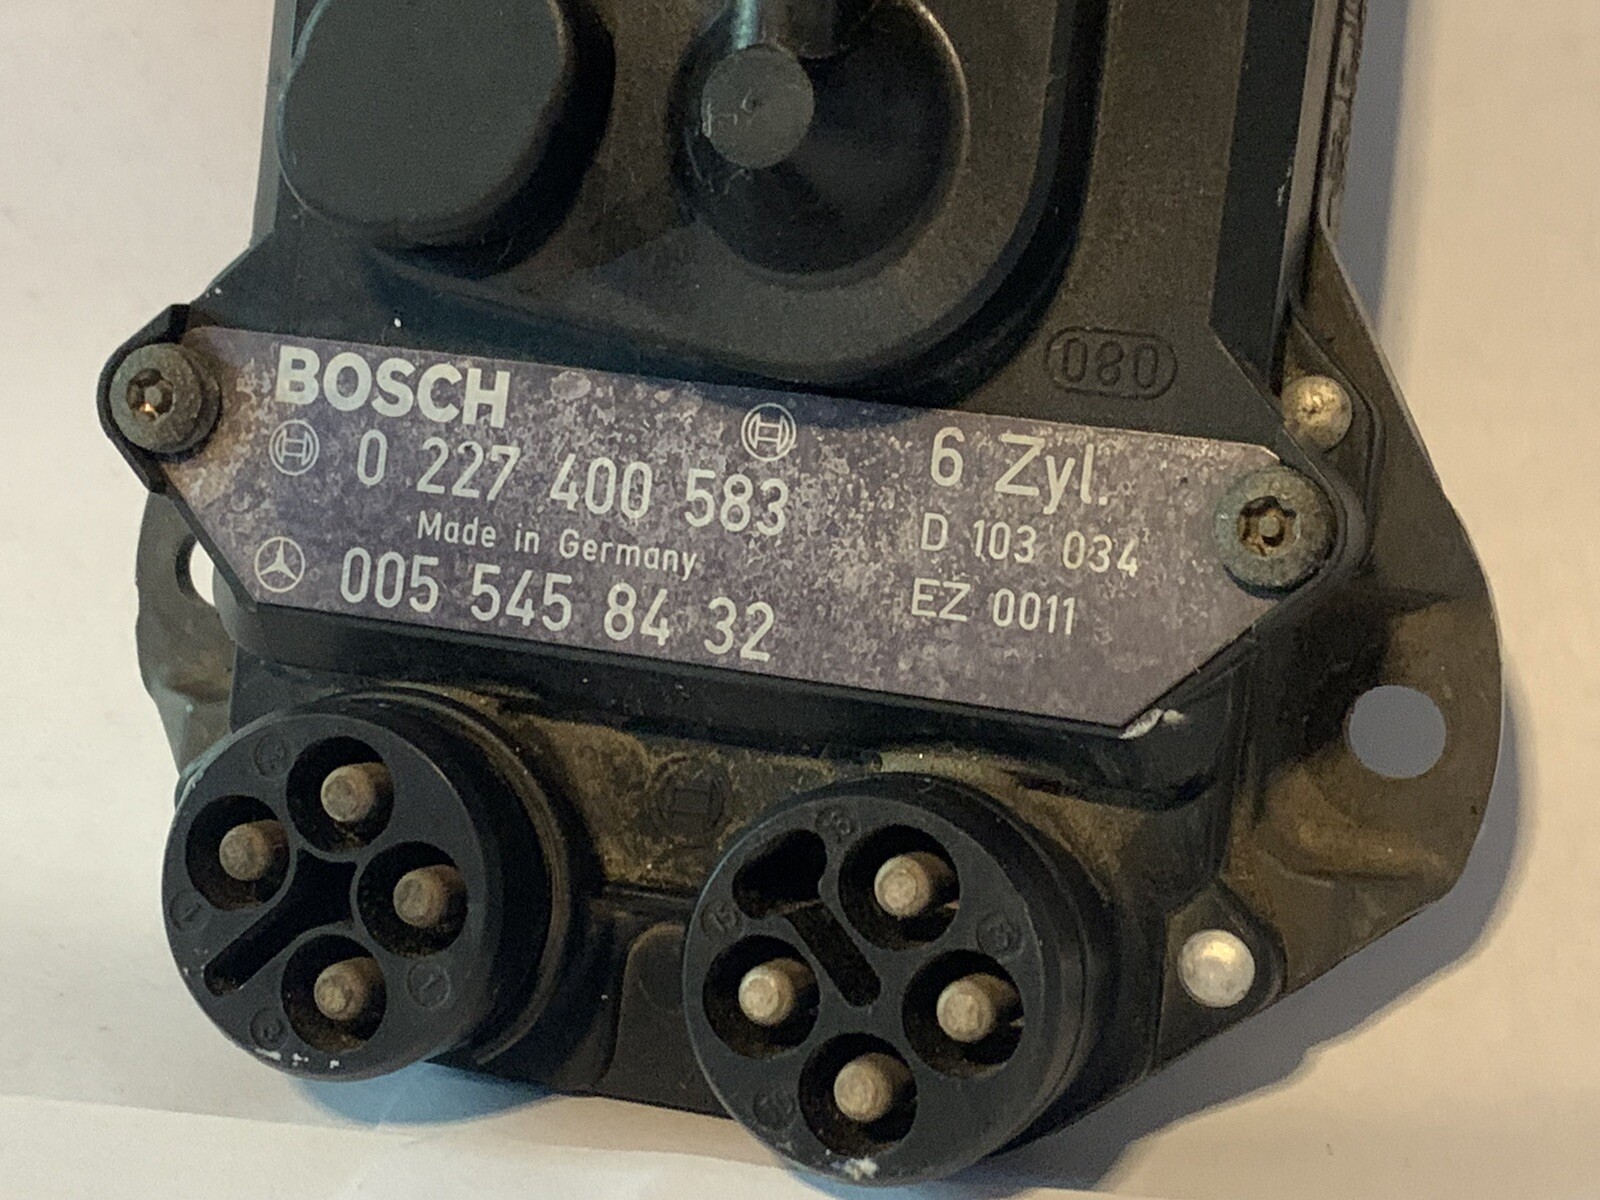 080
BOSCH
0 227 400 583
Made in Germany
005 545 84 32
6 Zyl.
D 103 034
EZ 0011